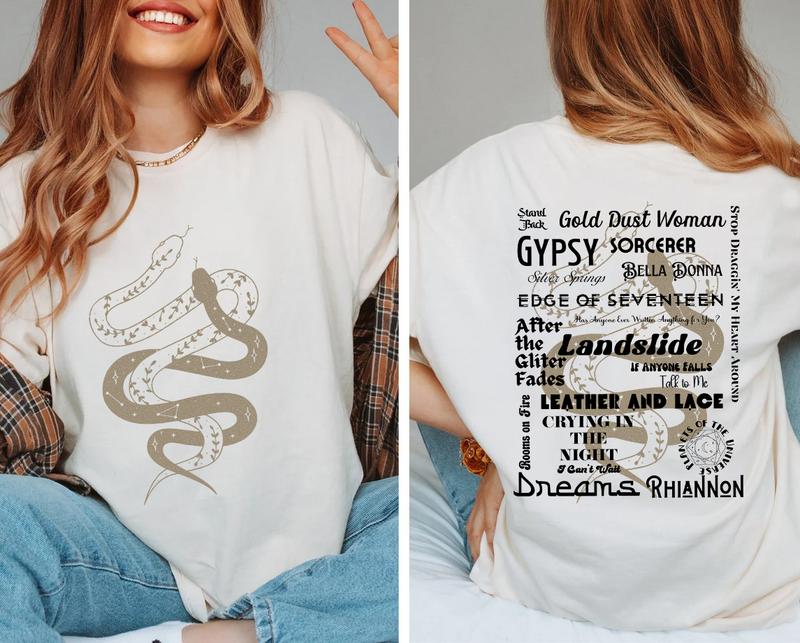 Stand
Back
Gold Dust Woman
GYPSY
SORCERER
Silver Springs
BELLA DONNA
EDGE OF SEVENTEEN
Has Anyone Ever Written Anything for You?
After
the
Gliter
Fades
Landslide
IF ANYONE FALLS
Talk to Me
LEATHER AND LACE
Rooms on Fire
CRYING IN
THE
NIGHT
I Can't Wait
PLANETS OF THE UNIVERSE
Dreams
RHIANNON
STOP DRAGGIN' MY HEART AROUND